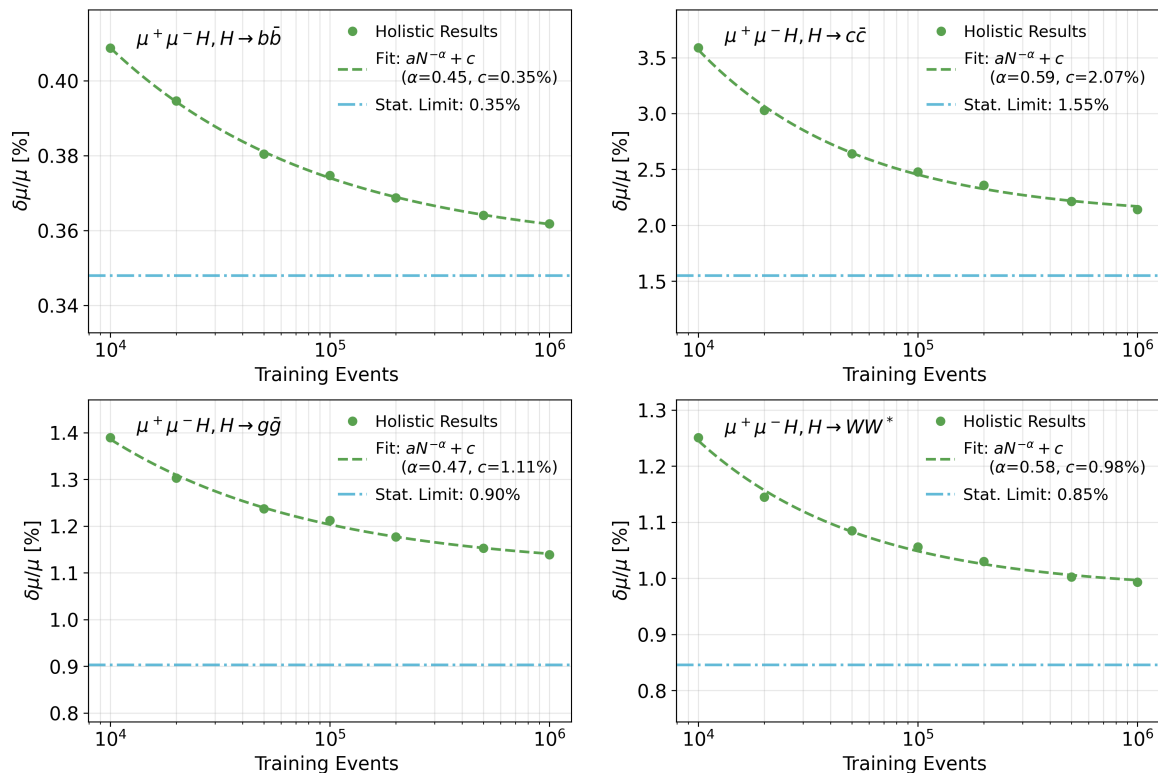 μ⁺μ⁻H, H→bb̄
Holistic Results
Fit: aN^{-α} + c
(α=0.45, c=0.35%)
Stat. Limit: 0.35%
δμ/μ [%]
0.40
0.38
0.36
0.34
10⁴
10⁵
10⁶
Training Events
μ⁺μ⁻H, H→cc̄
Holistic Results
Fit: aN^{-α} + c
(α=0.59, c=2.07%)
Stat. Limit: 1.55%
δμ/μ [%]
3.5
3.0
2.5
2.0
1.5
10⁴
10⁵
10⁶
Training Events
μ⁺μ⁻H, H→gḡ
Holistic Results
Fit: aN^{-α} + c
(α=0.47, c=1.11%)
Stat. Limit: 0.90%
δμ/μ [%]
1.4
1.3
1.2
1.1
1.0
0.9
0.8
10⁴
10⁵
10⁶
Training Events
μ⁺μ⁻H, H→WW*
Holistic Results
Fit: aN^{-α} + c
(α=0.58, c=0.98%)
Stat. Limit: 0.85%
δμ/μ [%]
1.3
1.2
1.1
1.0
0.9
0.8
10⁴
10⁵
10⁶
Training Events